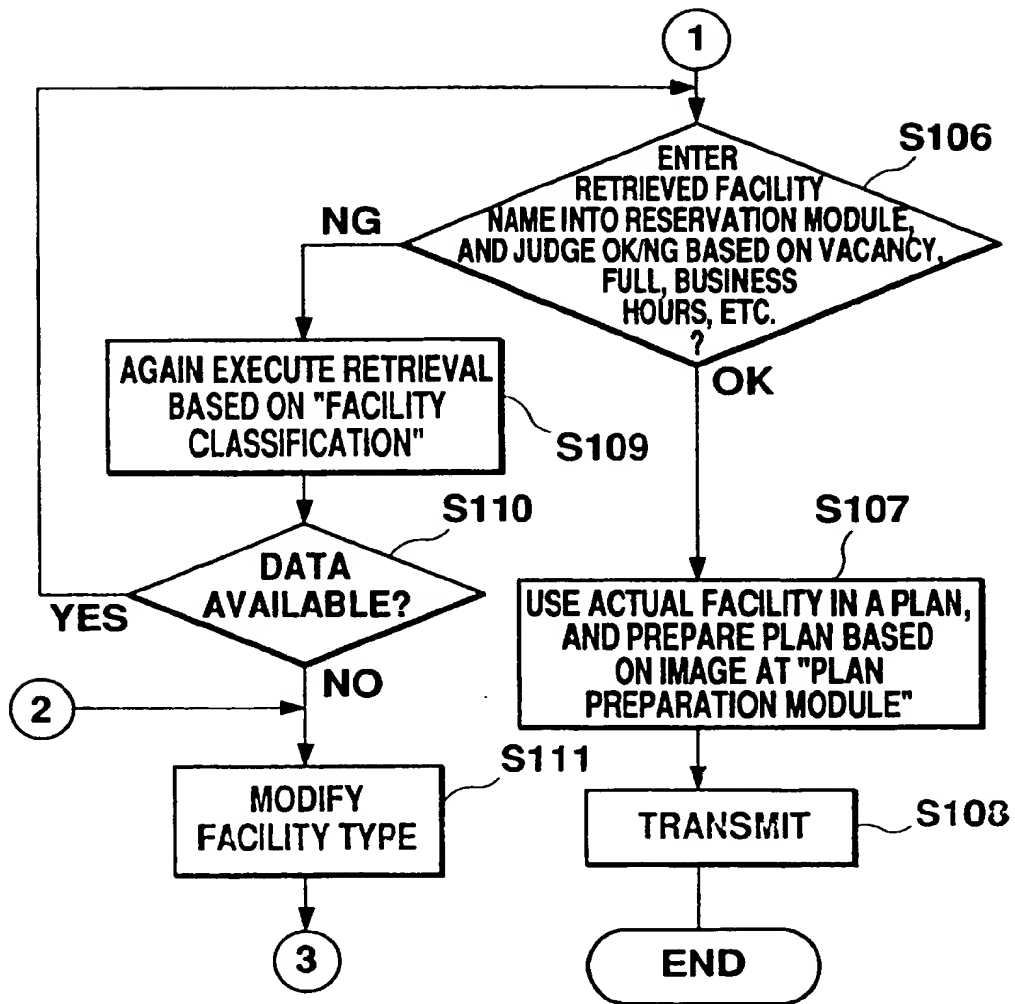 1
S106
ENTER
RETRIEVED FACILITY
NAME INTO RESERVATION MODULE,
AND JUDGE OK/NG BASED ON VACANCY,
FULL, BUSINESS
HOURS, ETC.
?
NG
OK
AGAIN EXECUTE RETRIEVAL
BASED ON "FACILITY
CLASSIFICATION"
S109
S110
DATA
AVAILABLE?
YES
NO
2
S111
MODIFY
FACILITY TYPE
3
S107
USE ACTUAL FACILITY IN A PLAN,
AND PREPARE PLAN BASED
ON IMAGE AT "PLAN
PREPARATION MODULE"
TRANSMIT
S108
END